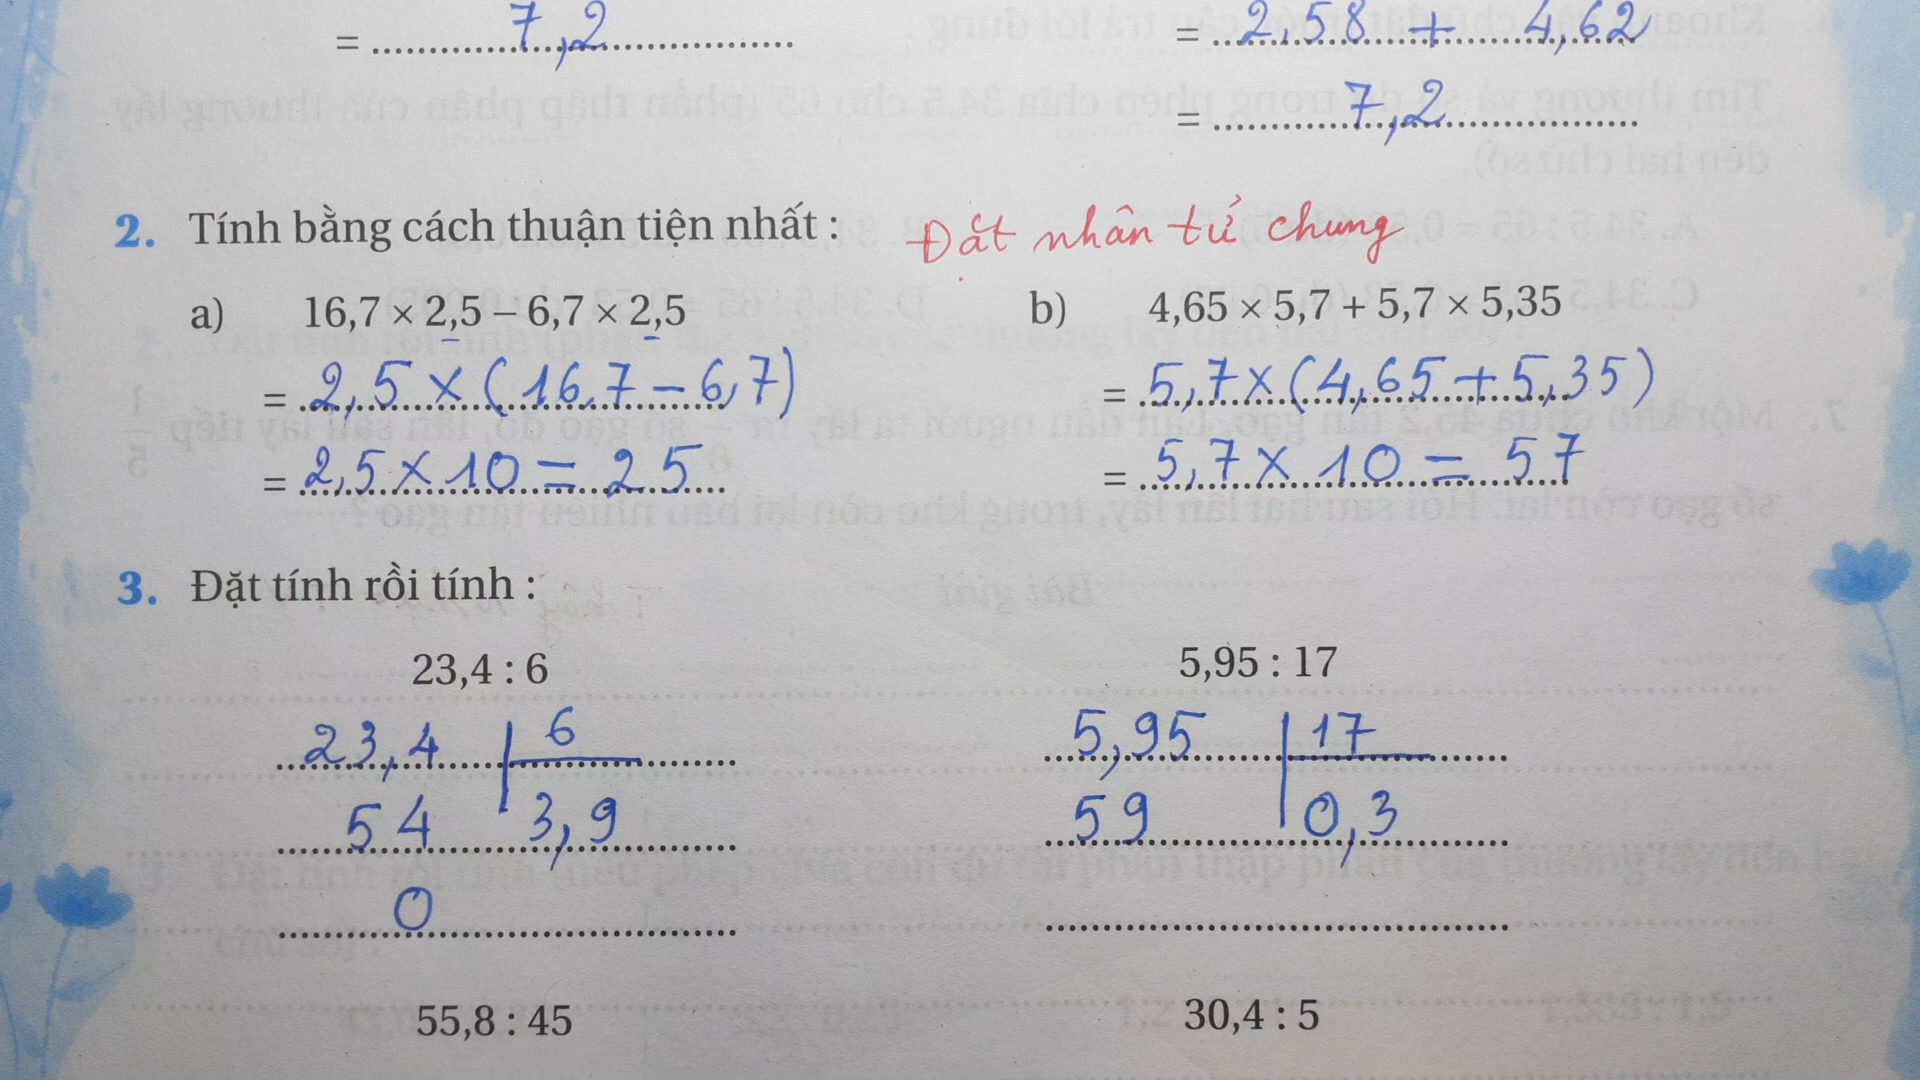 = 7,2
= 2,58 + 4,62
= 7,2
2. Tính bằng cách thuận tiện nhất : Đặt nhân tử chung
a) 16,7 × 2,5 – 6,7 × 2,5
= 2,5 × (16,7 – 6,7)
= 2,5 × 10 = 25
b) 4,65 × 5,7 + 5,7 × 5,35
= 5,7 × (4,65 + 5,35)
= 5,7 × 10 = 57
3. Đặt tính rồi tính :
23,4 : 6
23,4 6
54 3,9
0
5,95 : 17
5,95 17
59 0,3
55,8 : 45
30,4 : 5